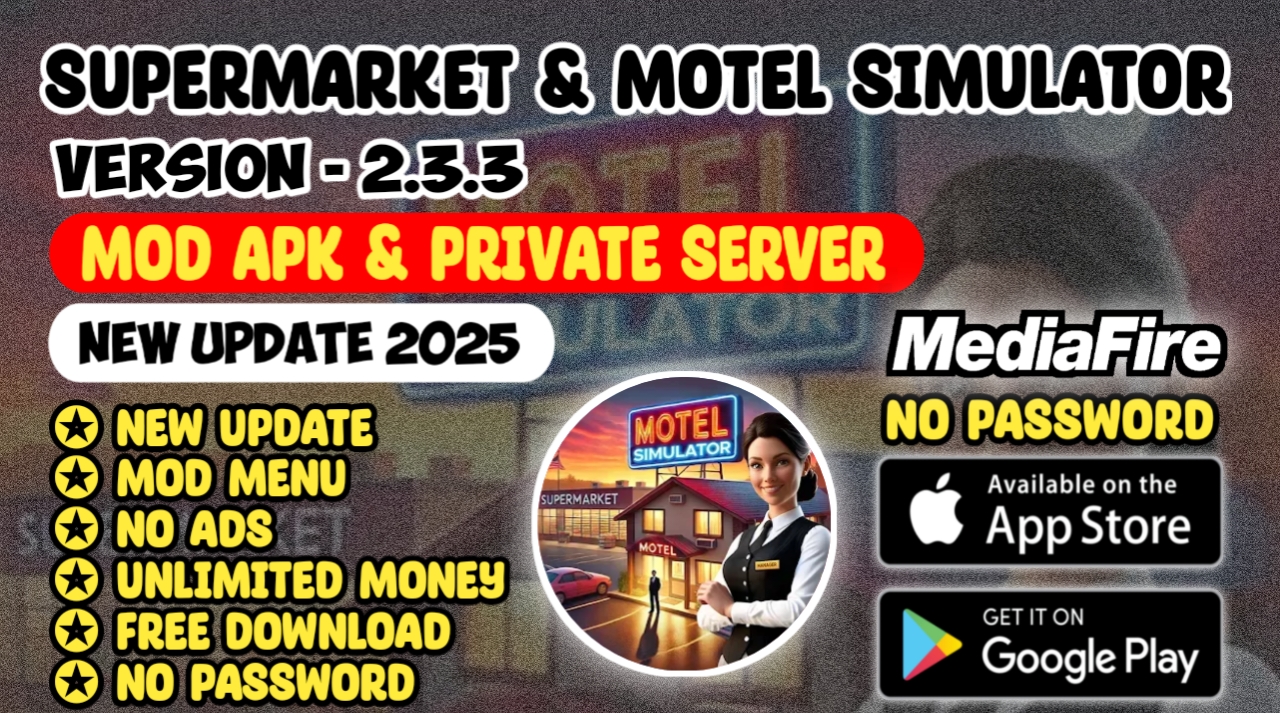 SUPERMARKET & MOTEL SIMULATOR
VERSION - 2.3.3
MOD APK & PRIVATE SERVER
NEW UPDATE 2025
NEW UPDATE
MOD MENU
NO ADS
UNLIMITED MONEY
FREE DOWNLOAD
NO PASSWORD
MOTEL
SIMULATOR
SUPERMARKET
MOTEL
MANAGER
MediaFire
NO PASSWORD
Available on the
App Store
GET IT ON
Google Play